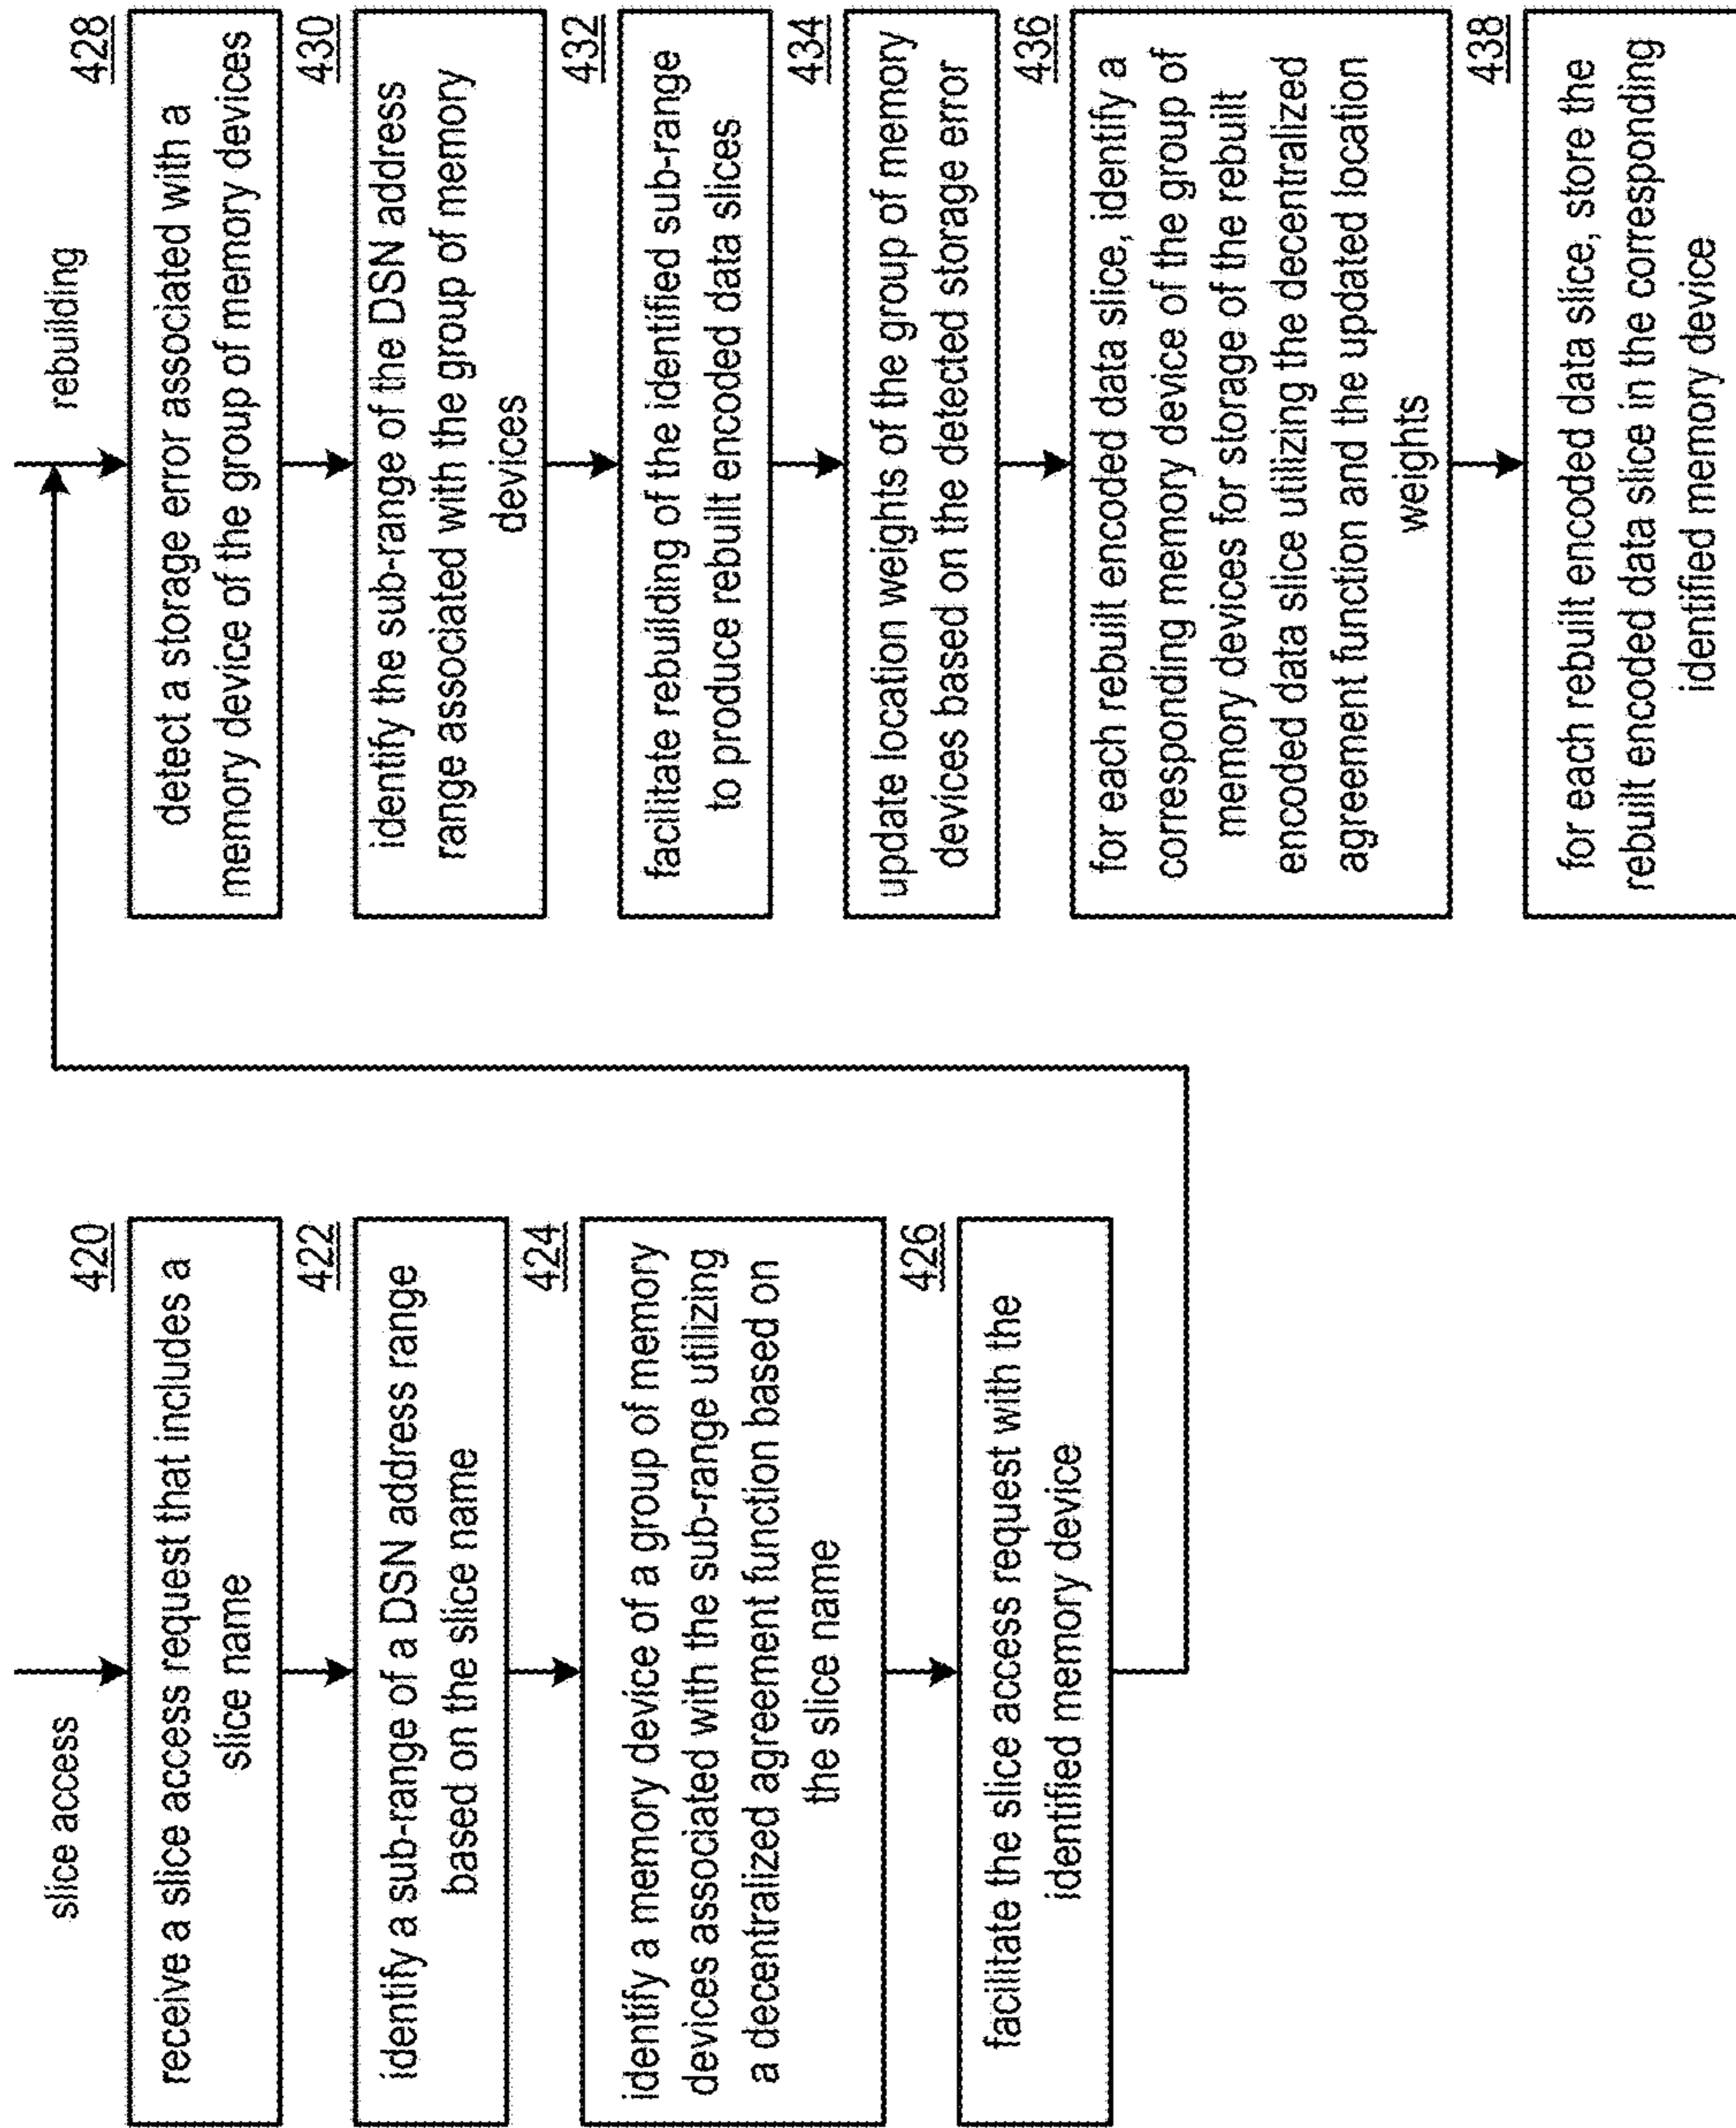 slice access
420
receive a slice access request that includes a
slice name
422
identify a sub-range of a DSN address range
based on the slice name
424
identify a memory device of a group of memory
devices associated with the sub-range utilizing
a decentralized agreement function based on
the slice name
426
facilitate the slice access request with the
identified memory device
rebuilding
428
detect a storage error associated with a
memory device of the group of memory devices
430
identify the sub-range of the DSN address
range associated with the group of memory
devices
432
facilitate rebuilding of the identified sub-range
to produce rebuilt encoded data slices
434
update location weights of the group of memory
devices based on the detected storage error
436
for each rebuilt encoded data slice, identify a
corresponding memory device of the group of
memory devices for storage of the rebuilt
encoded data slice utilizing the decentralized
agreement function and the updated location
weights
438
for each rebuilt encoded data slice, store the
rebuilt encoded data slice in the corresponding
identified memory device